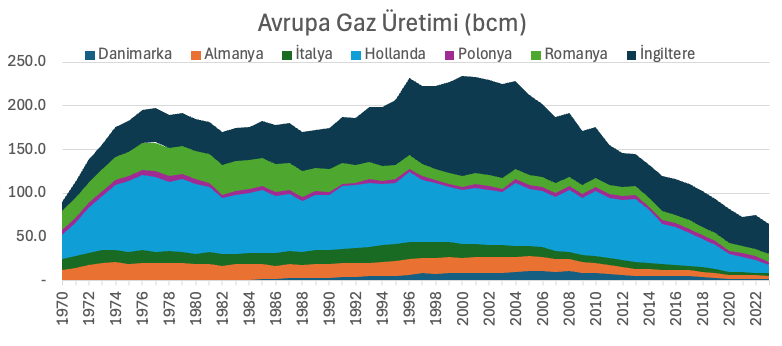 Avrupa Gaz Üretimi (bcm)
Danimarka Almanya İtalya Hollanda Polonya Romanya İngiltere
250.0
200.0
150.0
100.0
50.0
-
1970 1972 1974 1976 1978 1980 1982 1984 1986 1988 1990 1992 1994 1996 1998 2000 2002 2004 2006 2008 2010 2012 2014 2016 2018 2020 2022